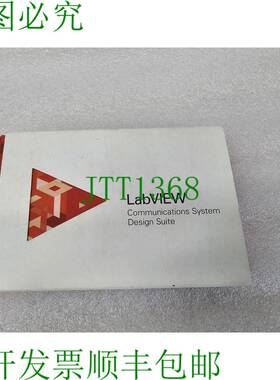 图必究
JTT1368
LabVIEW
Communications System
Design Suite
开发票顺丰包邮